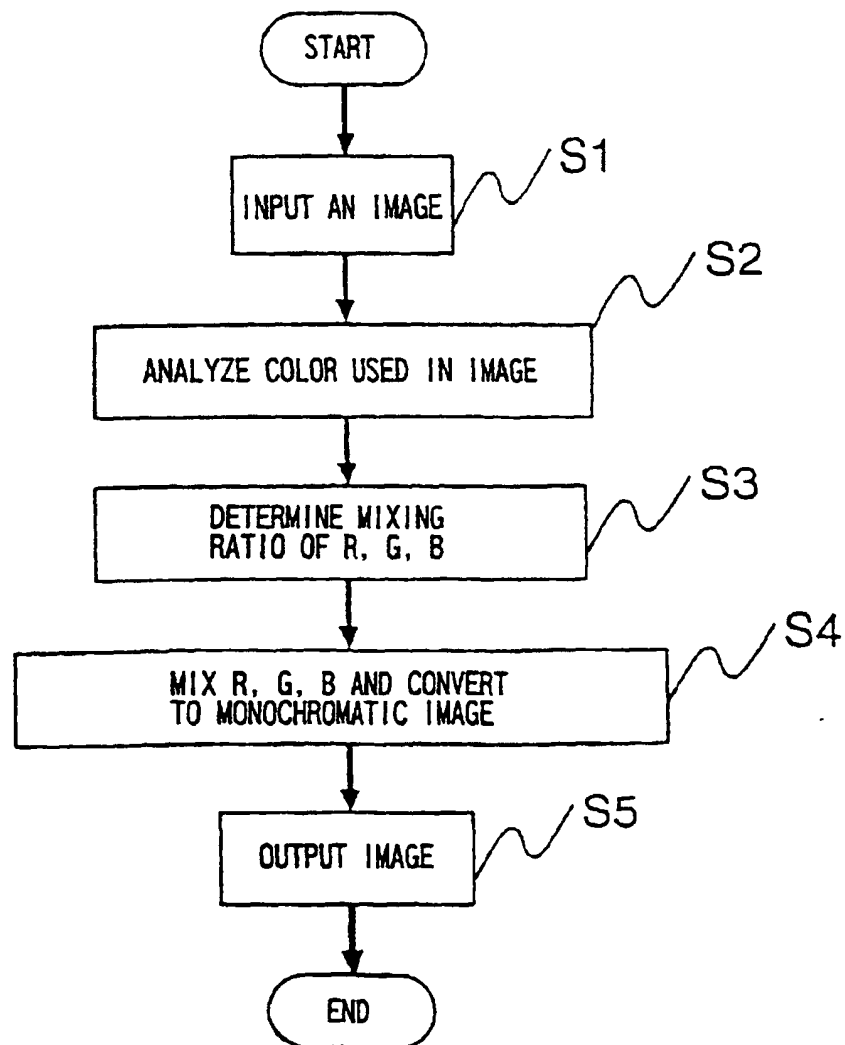 START
INPUT AN IMAGE
S1
ANALYZE COLOR USED IN IMAGE
S2
DETERMINE MIXING
RATIO OF R, G, B
S3
MIX R, G, B AND CONVERT
TO MONOCHROMATIC IMAGE
S4
OUTPUT IMAGE
S5
END